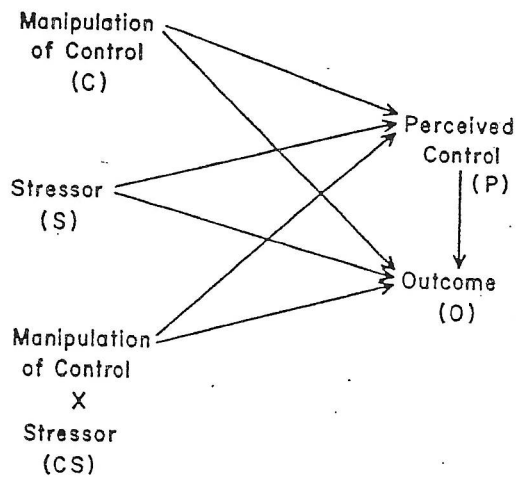 Manipulation
of Control
(C)
Perceived
Control
(P)
Stressor
(S)
Outcome
(O)
Manipulation
of Control
X
Stressor
(CS)